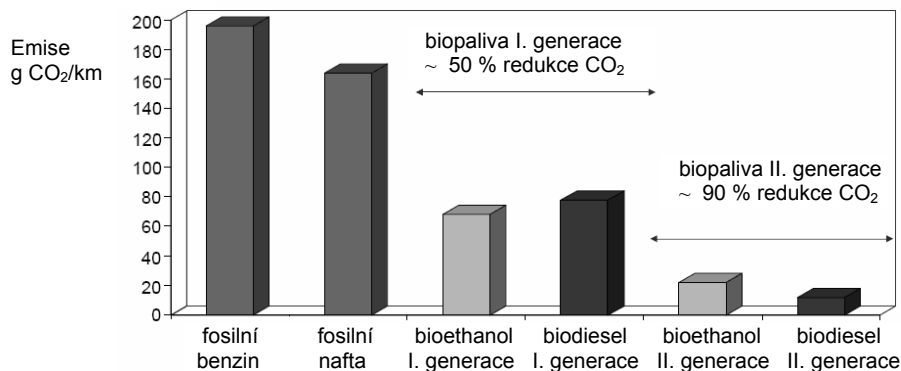 Emise
g CO₂/km
200
180
160
140
120
100
80
60
40
20
0
biopaliva I. generace
~ 50 % redukce CO₂
biopaliva II. generace
~ 90 % redukce CO₂
fosilní
benzin
fosilní
nafta
bioethanol
I. generace
biodiesel
I. generace
bioethanol
II. generace
biodiesel
II. generace